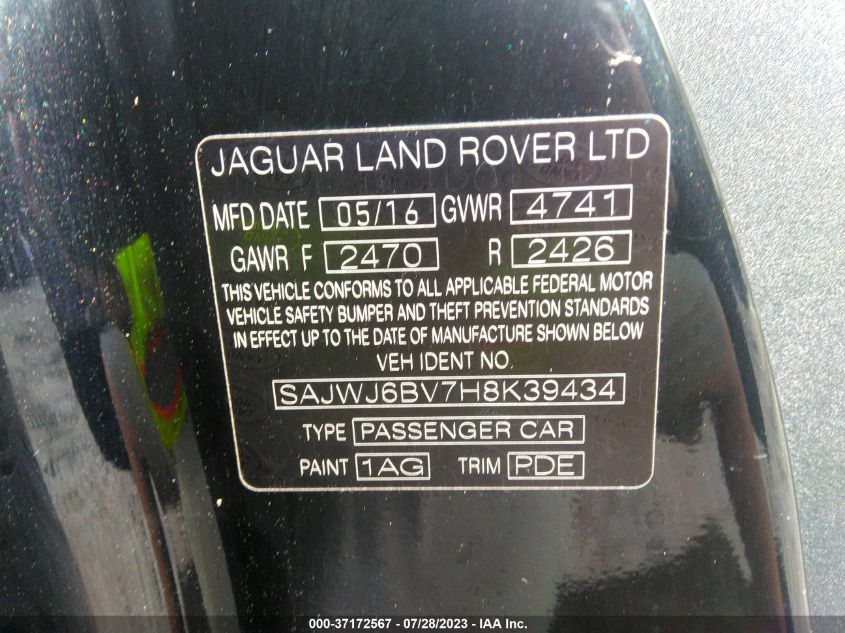 JAGUAR LAND ROVER LTD
MFD DATE 05/16 GVWR 4741
GAWR F 2470 R 2426
THIS VEHICLE CONFORMS TO ALL APPLICABLE FEDERAL MOTOR
VEHICLE SAFETY BUMPER AND THEFT PREVENTION STANDARDS
IN EFFECT UP TO THE DATE OF MANUFACTURE SHOWN BELOW
VEH IDENT NO.
SAJWJ6BV7H8K39434
TYPE PASSENGER CAR
PAINT 1AG TRIM PDE
000-37172567 - 07/28/2023 - IAA Inc.